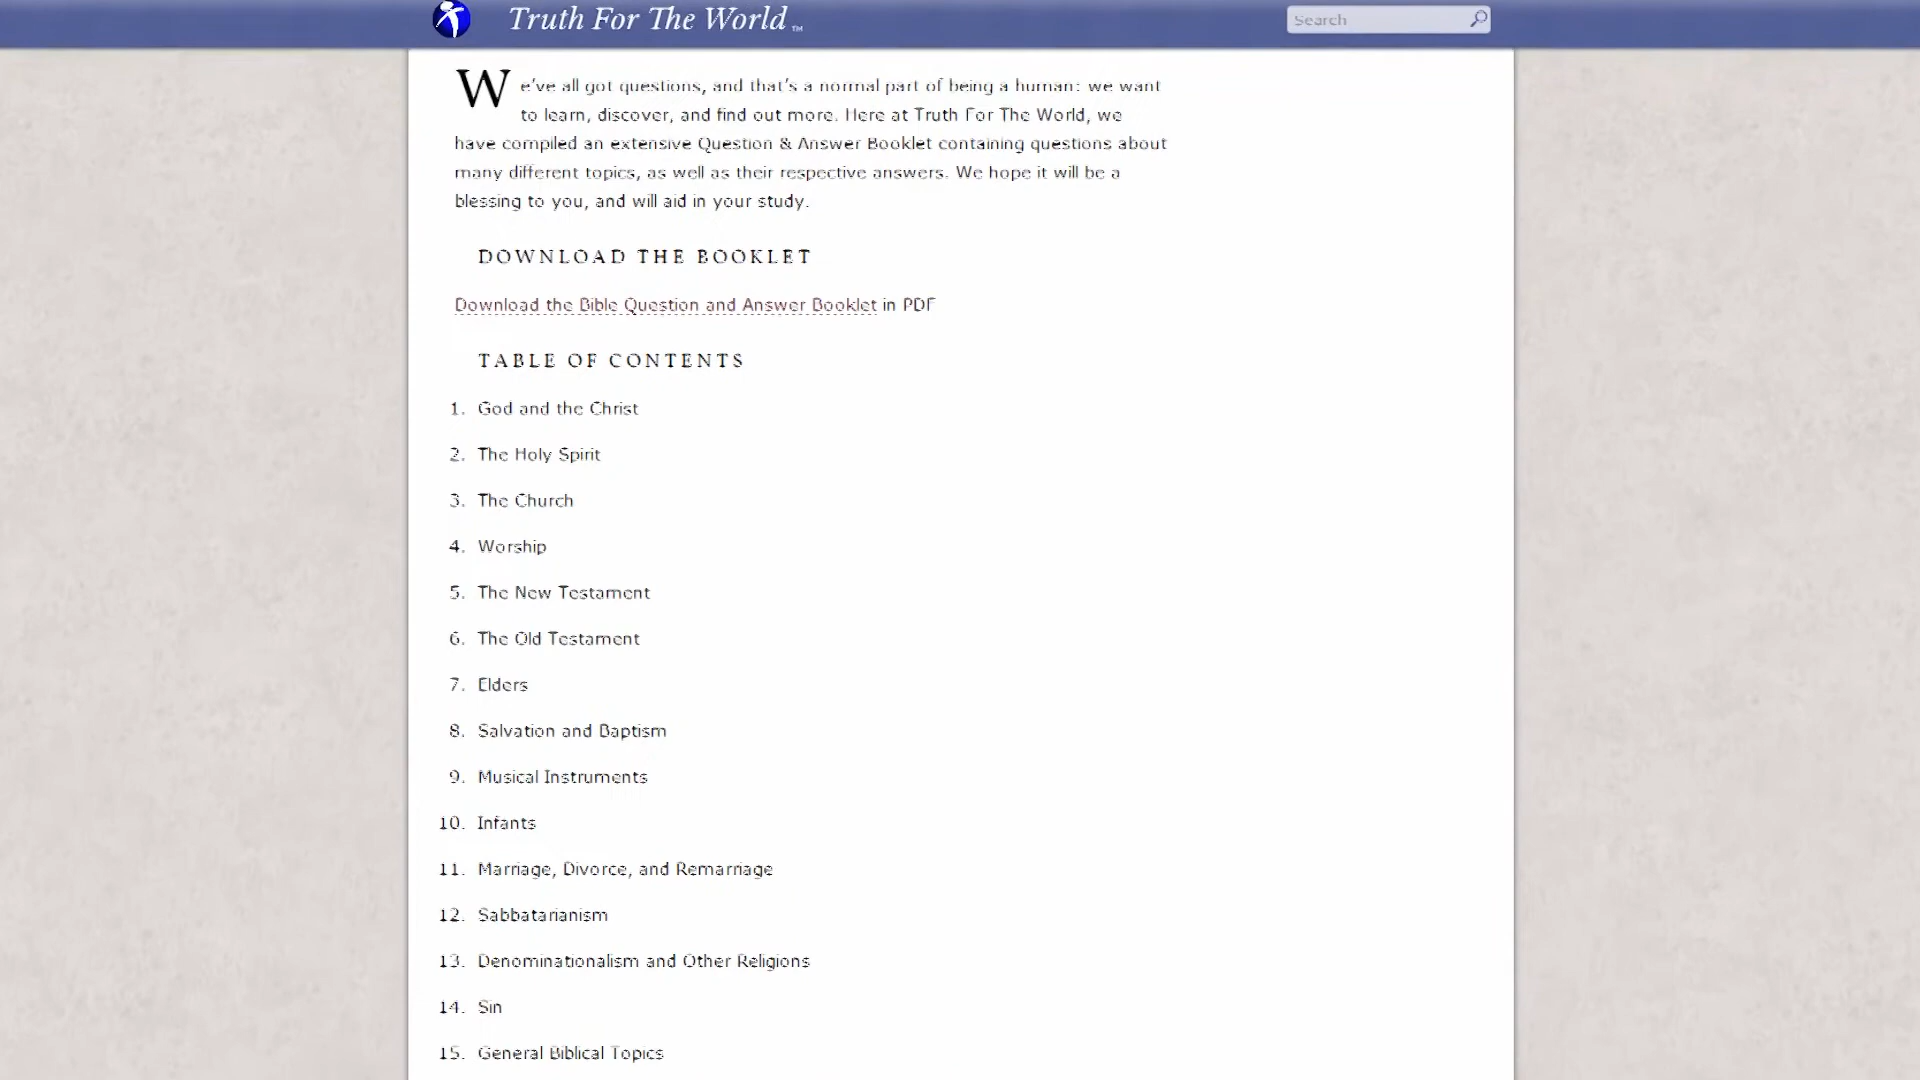 Truth For The World ™
Search
We've all got questions, and that's a normal part of being a human: we want
to learn, discover, and find out more. Here at Truth For The World, we
have compiled an extensive Question & Answer Booklet containing questions about
many different topics, as well as their respective answers. We hope it will be a
blessing to you, and will aid in your study.
DOWNLOAD THE BOOKLET
Download the Bible Question and Answer Booklet in PDF
TABLE OF CONTENTS
1. God and the Christ
2. The Holy Spirit
3. The Church
4. Worship
5. The New Testament
6. The Old Testament
7. Elders
8. Salvation and Baptism
9. Musical Instruments
10. Infants
11. Marriage, Divorce, and Remarriage
12. Sabbatarianism
13. Denominationalism and Other Religions
14. Sin
15. General Biblical Topics